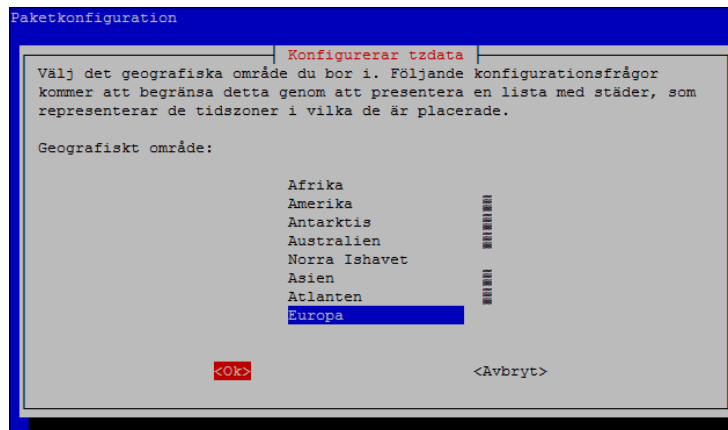 Paketkonfiguration
Konfigurerar tzdata
Välj det geografiska område du bor i. Följande konfigurationsfrågor
kommer att begränsa detta genom att presentera en lista med städer, som
representerar de tidszoner i vilka de är placerade.
Geografiskt område:
Afrika
Amerika
Antarktis
Australien
Norra Ishavet
Asien
Atlanten
Europa
<Ok> <Avbryt>